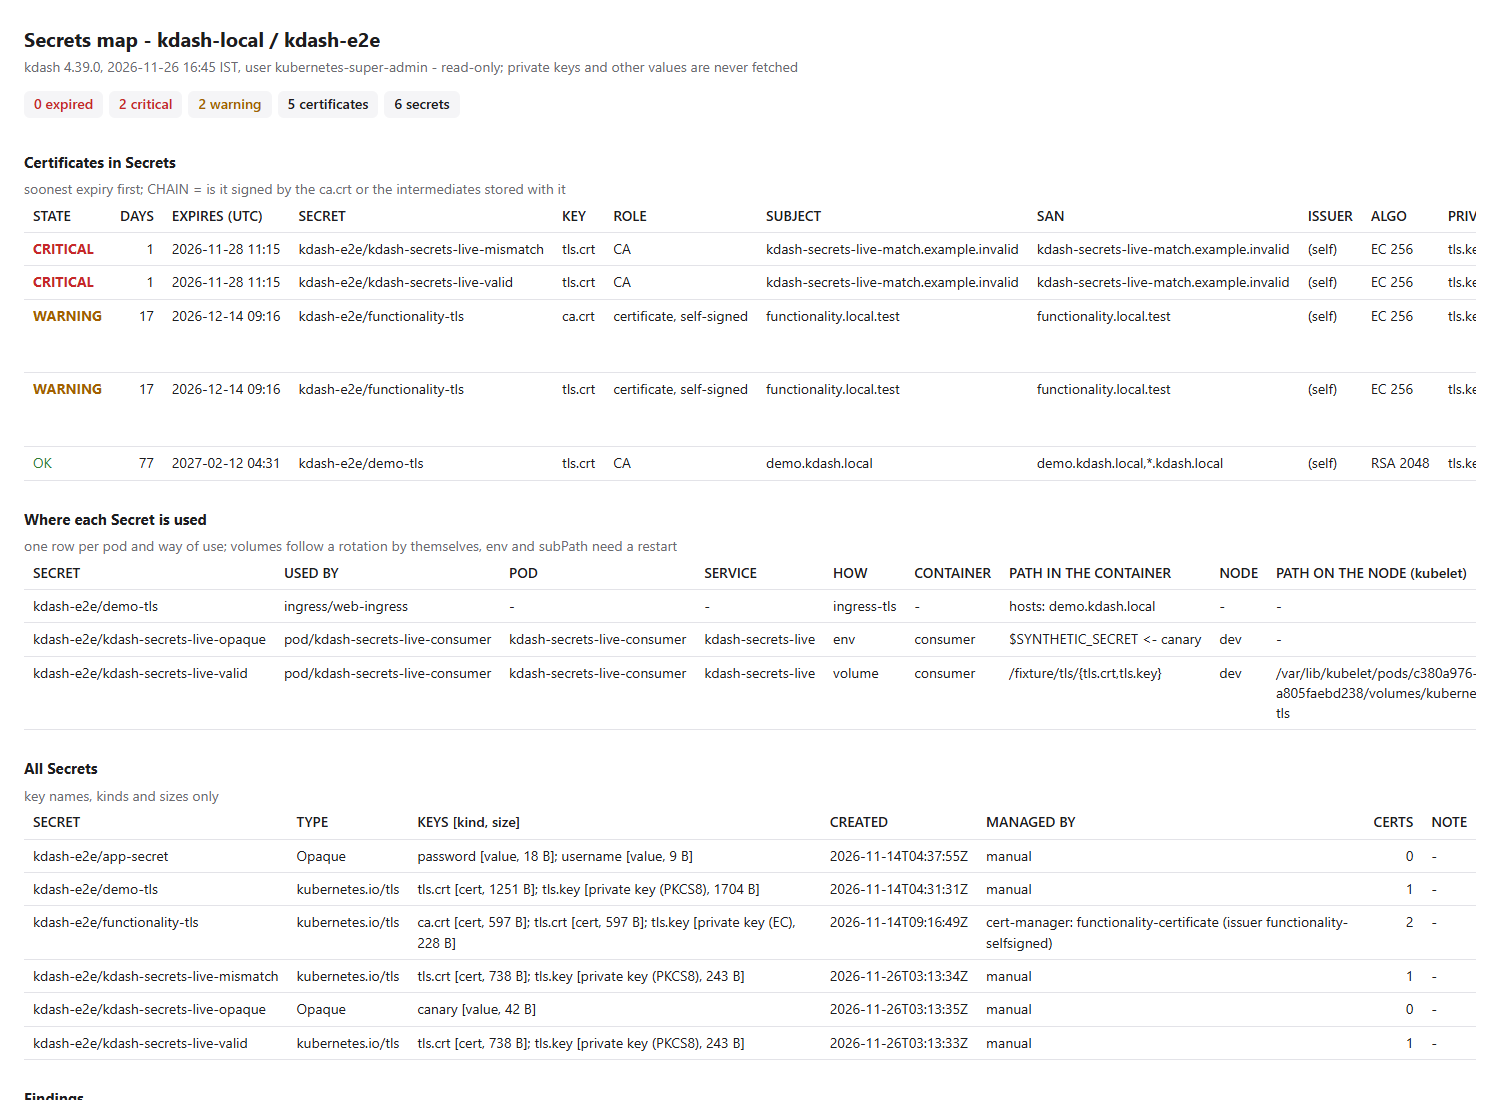 Secrets map - kdash-local / kdash-e2e
kdash 4.39.0, 2026-11-26 16:45 IST, user kubernetes-super-admin - read-only; private keys and other values are never fetched
0 expired 2 critical 2 warning 5 certificates 6 secrets
Certificates in Secrets
soonest expiry first; CHAIN = is it signed by the ca.crt or the intermediates stored with it
STATE DAYS EXPIRES (UTC) SECRET KEY ROLE SUBJECT SAN ISSUER ALGO PRIV
CRITICAL 1 2026-11-28 11:15 kdash-e2e/kdash-secrets-live-mismatch tls.crt CA kdash-secrets-live-match.example.invalid kdash-secrets-live-match.example.invalid (self) EC 256 tls.ke
CRITICAL 1 2026-11-28 11:15 kdash-e2e/kdash-secrets-live-valid tls.crt CA kdash-secrets-live-match.example.invalid kdash-secrets-live-match.example.invalid (self) EC 256 tls.ke
WARNING 17 2026-12-14 09:16 kdash-e2e/functionality-tls ca.crt certificate, self-signed functionality.local.test functionality.local.test (self) EC 256 tls.ke
WARNING 17 2026-12-14 09:16 kdash-e2e/functionality-tls tls.crt certificate, self-signed functionality.local.test functionality.local.test (self) EC 256 tls.ke
OK 77 2027-02-12 04:31 kdash-e2e/demo-tls tls.crt CA demo.kdash.local demo.kdash.local,*.kdash.local (self) RSA 2048 tls.ke
Where each Secret is used
one row per pod and way of use; volumes follow a rotation by themselves, env and subPath need a restart
SECRET USED BY POD SERVICE HOW CONTAINER PATH IN THE CONTAINER NODE PATH ON THE NODE (kubelet)
kdash-e2e/demo-tls ingress/web-ingress - - ingress-tls - hosts: demo.kdash.local - -
kdash-e2e/kdash-secrets-live-opaque pod/kdash-secrets-live-consumer kdash-secrets-live-consumer kdash-secrets-live env consumer $SYNTHETIC_SECRET <- canary dev -
kdash-e2e/kdash-secrets-live-valid pod/kdash-secrets-live-consumer kdash-secrets-live-consumer kdash-secrets-live volume consumer /fixture/tls/{tls.crt,tls.key} dev /var/lib/kubelet/pods/c380a976-
a805faebd238/volumes/kuberne
tls
All Secrets
key names, kinds and sizes only
SECRET TYPE KEYS [kind, size] CREATED MANAGED BY CERTS NOTE
kdash-e2e/app-secret Opaque password [value, 18 B]; username [value, 9 B] 2026-11-14T04:37:55Z manual 0 -
kdash-e2e/demo-tls kubernetes.io/tls tls.crt [cert, 1251 B]; tls.key [private key (PKCS8), 1704 B] 2026-11-14T04:31:31Z manual 1 -
kdash-e2e/functionality-tls kubernetes.io/tls ca.crt [cert, 597 B]; tls.crt [cert, 597 B]; tls.key [private key (EC), 2026-11-14T09:16:49Z cert-manager: functionality-certificate (issuer functionality- 2 -
228 B] selfsigned)
kdash-e2e/kdash-secrets-live-mismatch kubernetes.io/tls tls.crt [cert, 738 B]; tls.key [private key (PKCS8), 243 B] 2026-11-26T03:13:34Z manual 1 -
kdash-e2e/kdash-secrets-live-opaque Opaque canary [value, 42 B] 2026-11-26T03:13:35Z manual 0 -
kdash-e2e/kdash-secrets-live-valid kubernetes.io/tls tls.crt [cert, 738 B]; tls.key [private key (PKCS8), 243 B] 2026-11-26T03:13:33Z manual 1 -
Findings